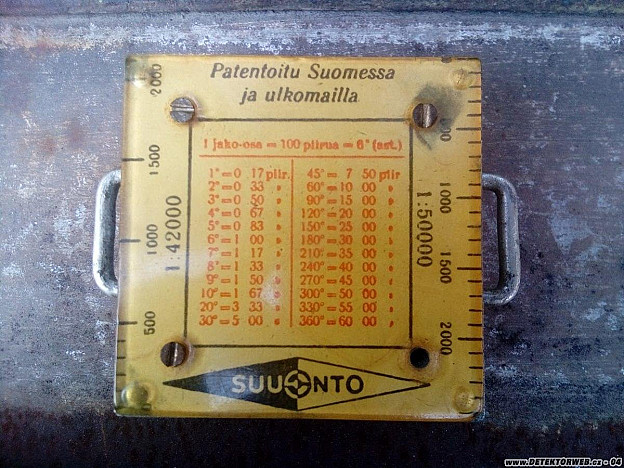 Patentoitu Suomessa
ja ulkomailla
1 jako-osa = 100 piirua = 6° (ast.)
1° = 0 17 piir.
2° = 0 33 „
3° = 0 50 „
4° = 0 67 „
5° = 0 83 „
6° = 1 00 „
7° = 1 17 „
8° = 1 33 „
9° = 1 50 „
10° = 1 67 „
20° = 3 33 „
30° = 5 00 „
45° = 7 50 piir
60° = 10 00 „
90° = 15 00 „
120° = 20 00 „
150° = 25 00 „
180° = 30 00 „
210° = 35 00 „
240° = 40 00 „
270° = 45 00 „
300° = 50 00 „
330° = 55 00 „
360° = 60 00 „
2000
1500
1000
500
1:42000
1:50000
1000
1500
2000
SUUNTO
www.DETEKTORWEB.cz - 04